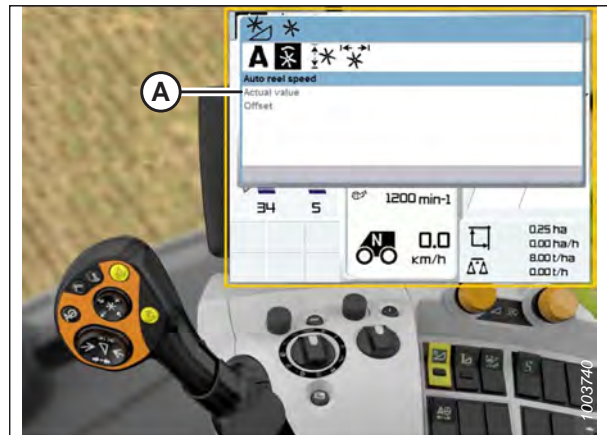 A
Auto reel speed
Actual value
Offset
A
34
5
1200 min-1
N
0.0
km/h
0.25 ha
0.00 ha/h
8.00 t/ha
0.00 t/h
1003740